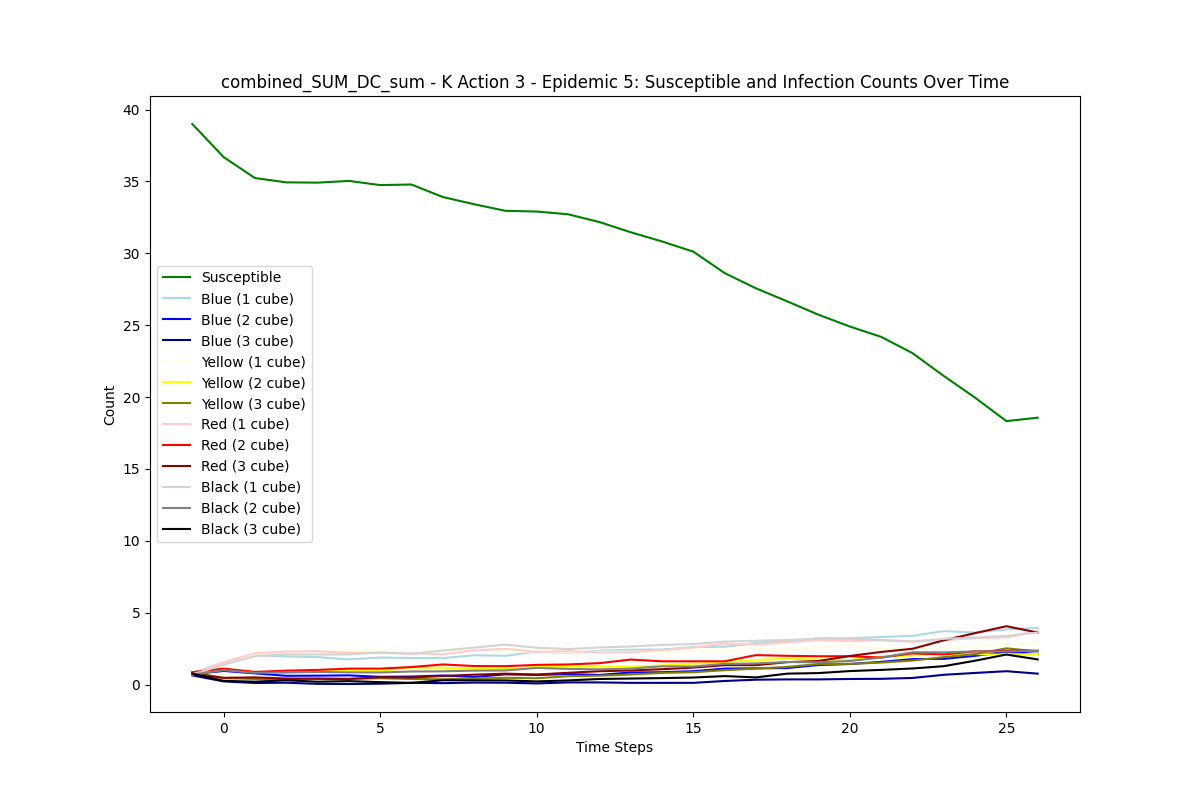 combined_SUM_DC_sum - K Action 3 - Epidemic 5: Susceptible and Infection Counts Over Time
40
35
30
25
20
15
10
5
0
Count
Susceptible
Blue (1 cube)
Blue (2 cube)
Blue (3 cube)
Yellow (1 cube)
Yellow (2 cube)
Yellow (3 cube)
Red (1 cube)
Red (2 cube)
Red (3 cube)
Black (1 cube)
Black (2 cube)
Black (3 cube)
0 5 10 15 20 25
Time Steps